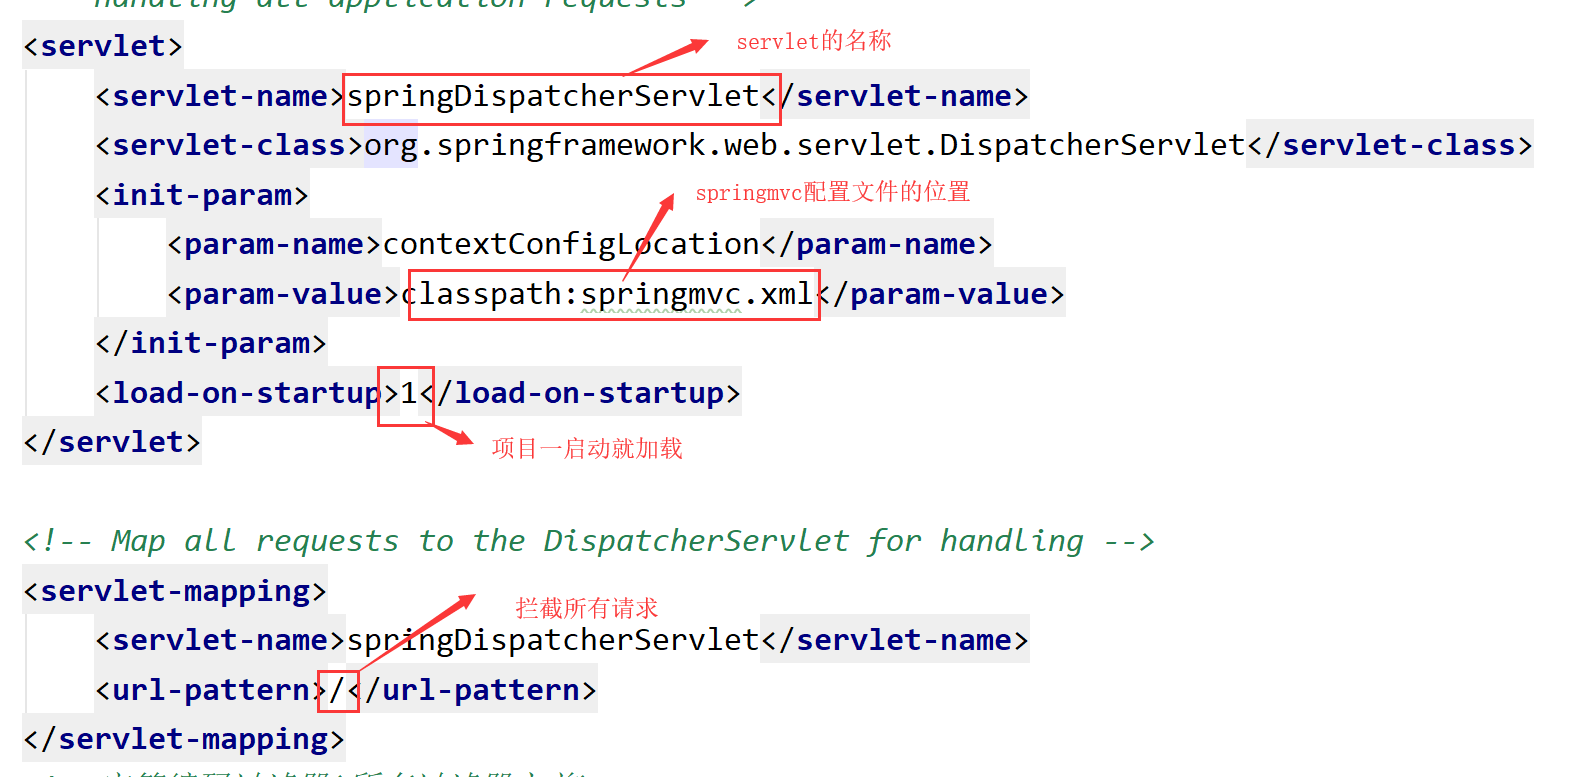 handling all application requests -->
<servlet>
servlet的名称
<servlet-name>springDispatcherServlet</servlet-name>
<servlet-class>org.springframework.web.servlet.DispatcherServlet</servlet-class>
<init-param>
springmvc配置文件的位置
<param-name>contextConfigLocation</param-name>
<param-value>classpath:springmvc.xml</param-value>
</init-param>
<load-on-startup>1</load-on-startup>
</servlet>
项目一启动就加载
<!-- Map all requests to the DispatcherServlet for handling -->
<servlet-mapping>
拦截所有请求
<servlet-name>springDispatcherServlet</servlet-name>
<url-pattern>/</url-pattern>
</servlet-mapping>